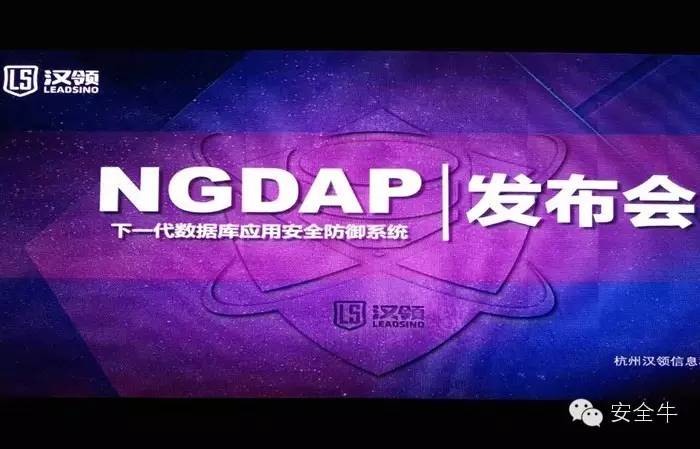 LS 汉领
LEADSINO
NGDAP 发布会
下一代数据库应用安全防御系统
LS 汉领
LEADSINO
杭州汉领信息
安全牛